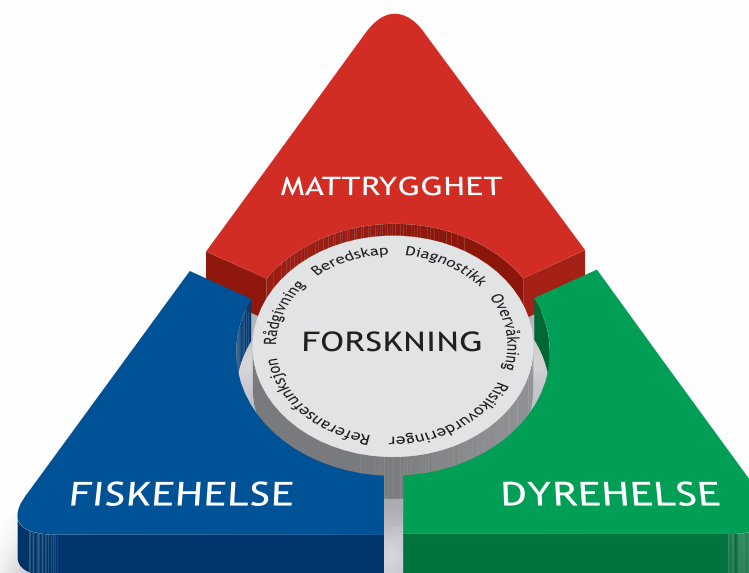 MATTRYGGHET
Beredskap
Diagnostikk
Overvåkning
Risikovurderinger
Referansefunksjon
Rådgivning
FORSKNING
FISKEHELSE
DYREHELSE